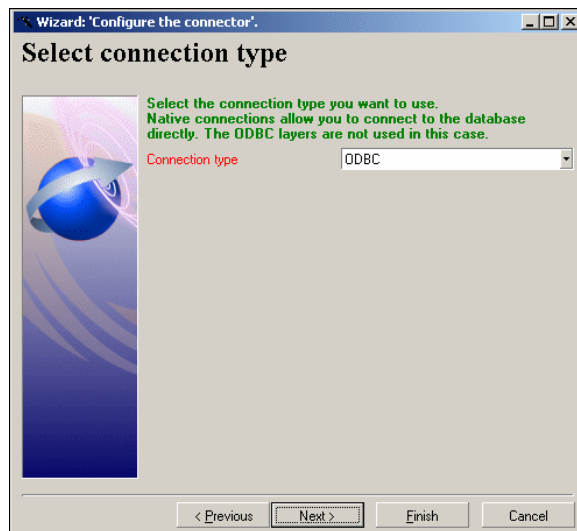 Wizard: 'Configure the connector'.
Select connection type
Select the connection type you want to use.
Native connections allow you to connect to the database
directly. The ODBC layers are not used in this case.
Connection type ODBC
< Previous Next > Finish Cancel